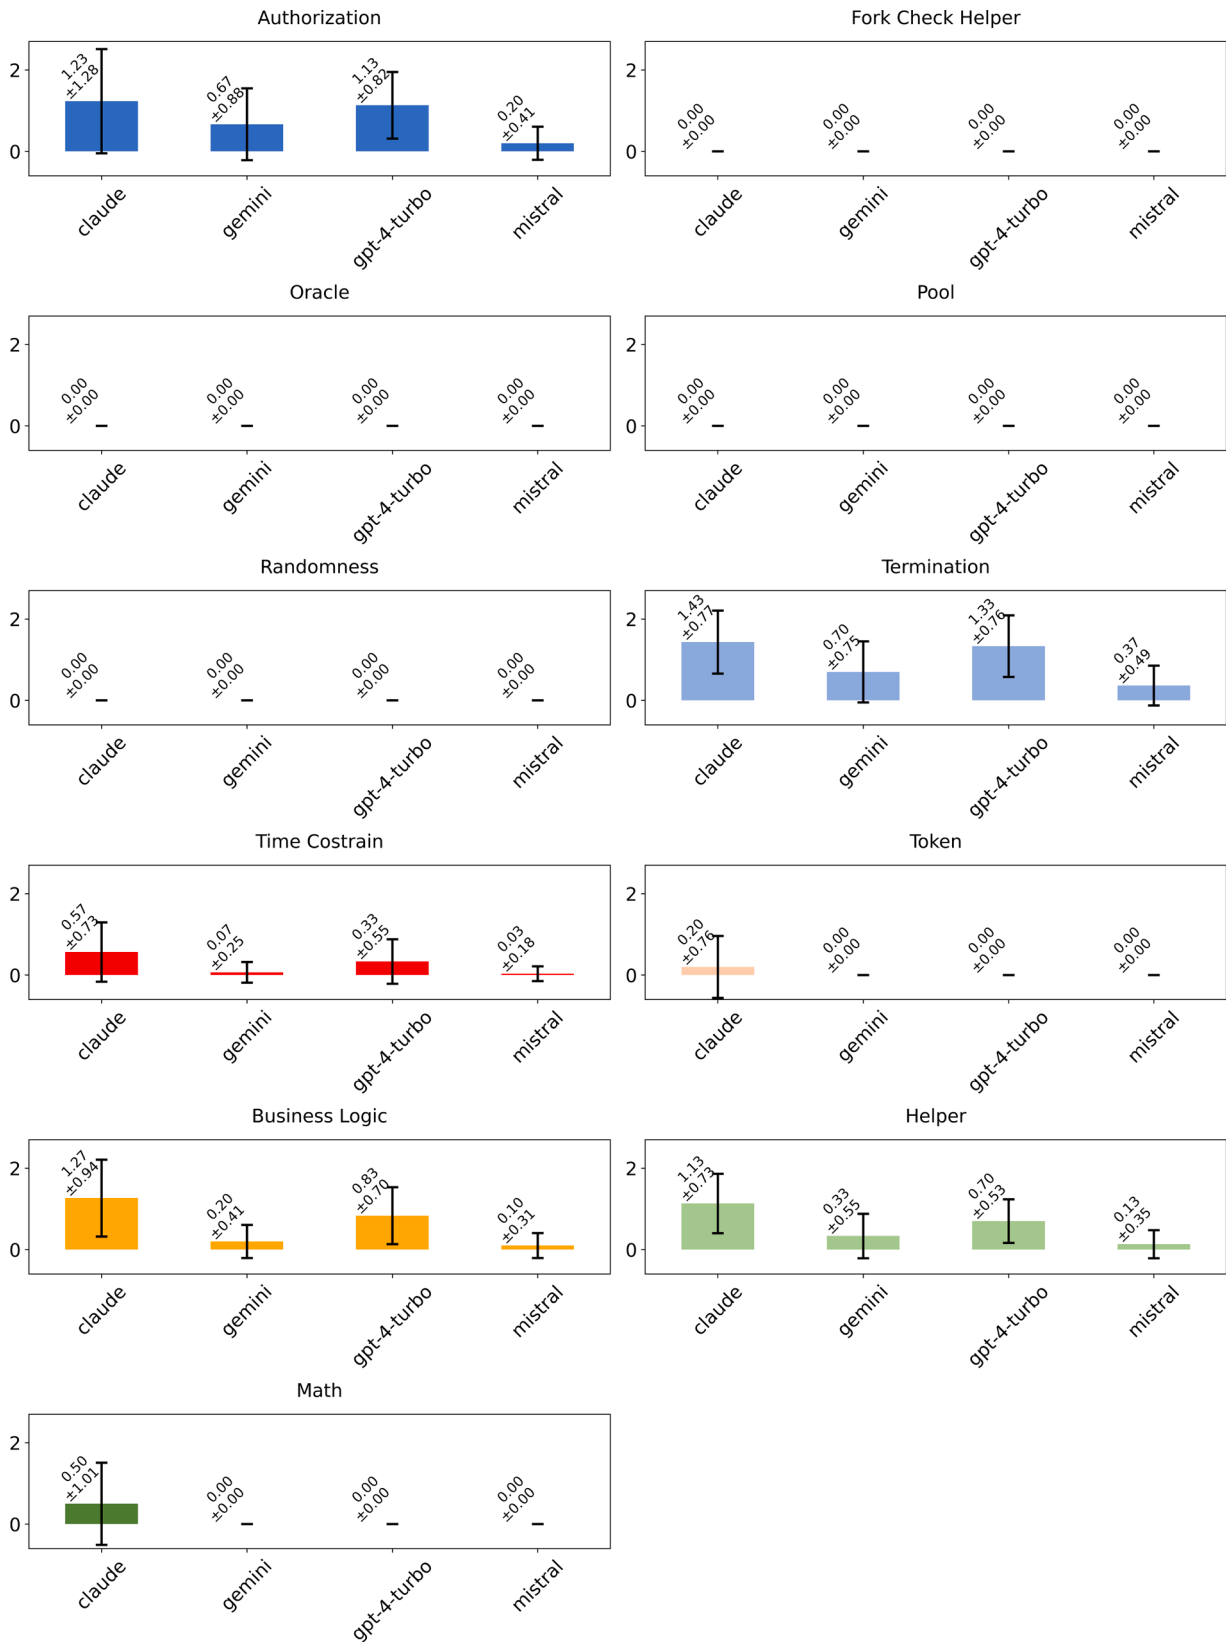 Authorization
2
0
1.23
±1.28
0.67
±0.88
1.13
±0.82
0.20
±0.41
claude
gemini
gpt-4-turbo
mistral
Fork Check Helper
0.00
±0.00
0.00
±0.00
0.00
±0.00
0.00
±0.00
claude
gemini
gpt-4-turbo
mistral
Oracle
2
0
0.00
±0.00
0.00
±0.00
0.00
±0.00
0.00
±0.00
claude
gemini
gpt-4-turbo
mistral
Pool
0.00
±0.00
0.00
±0.00
0.00
±0.00
0.00
±0.00
claude
gemini
gpt-4-turbo
mistral
Randomness
2
0
0.00
±0.00
0.00
±0.00
0.00
±0.00
0.00
±0.00
claude
gemini
gpt-4-turbo
mistral
Termination
1.43
±0.77
0.70
±0.75
1.33
±0.76
0.37
±0.49
claude
gemini
gpt-4-turbo
mistral
Time Costrain
2
0
0.57
±0.73
0.07
±0.25
0.33
±0.55
0.03
±0.18
claude
gemini
gpt-4-turbo
mistral
Token
0.20
±0.76
0.00
±0.00
0.00
±0.00
0.00
±0.00
claude
gemini
gpt-4-turbo
mistral
Business Logic
2
0
1.27
±0.94
0.20
±0.41
0.83
±0.70
0.10
±0.31
claude
gemini
gpt-4-turbo
mistral
Helper
1.13
±0.73
0.33
±0.55
0.70
±0.53
0.13
±0.35
claude
gemini
gpt-4-turbo
mistral
Math
2
0
0.50
±1.01
0.00
±0.00
0.00
±0.00
0.00
±0.00
claude
gemini
gpt-4-turbo
mistral